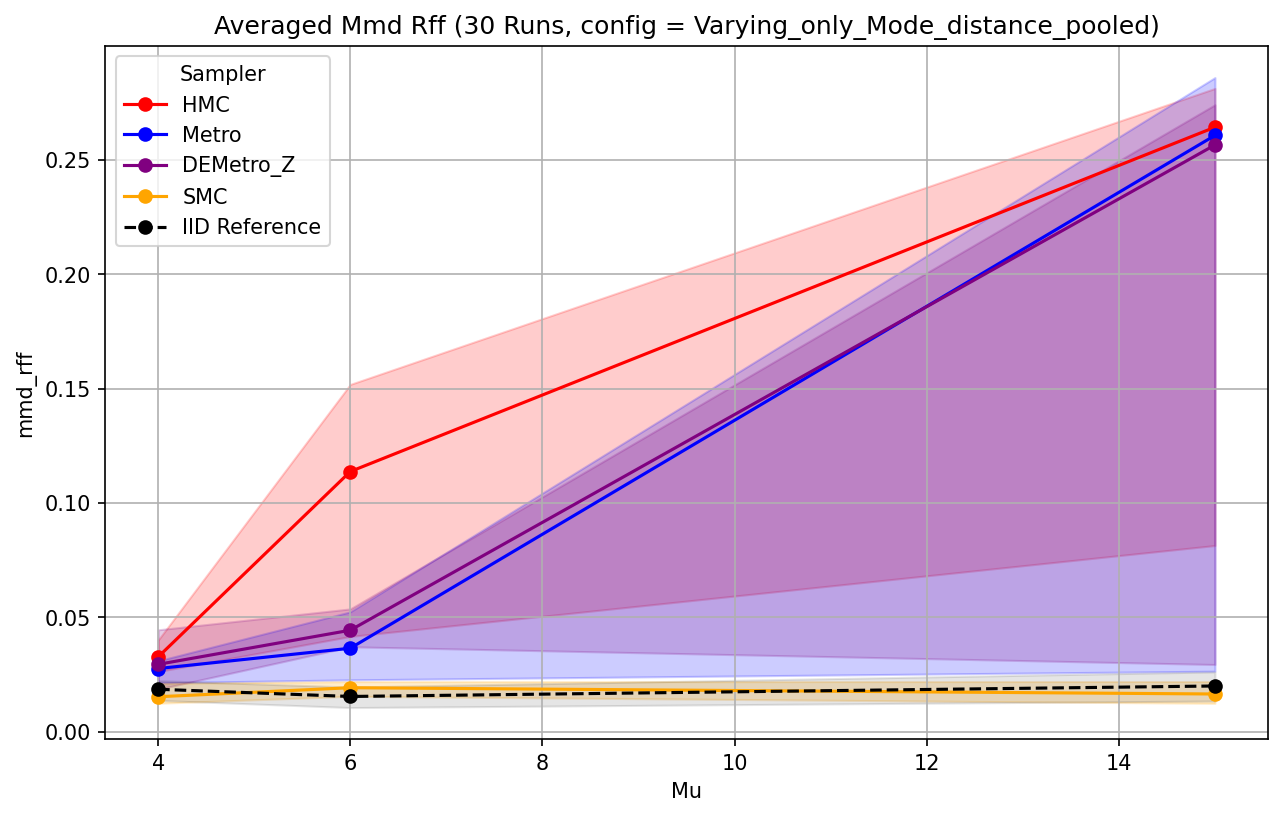 Averaged Mmd Rff (30 Runs, config = Varying_only_Mode_distance_pooled)
Sampler
HMC
Metro
DEMetro_Z
SMC
IID Reference
mmd_rff
0.25
0.20
0.15
0.10
0.05
0.00
4 6 8 10 12 14
Mu